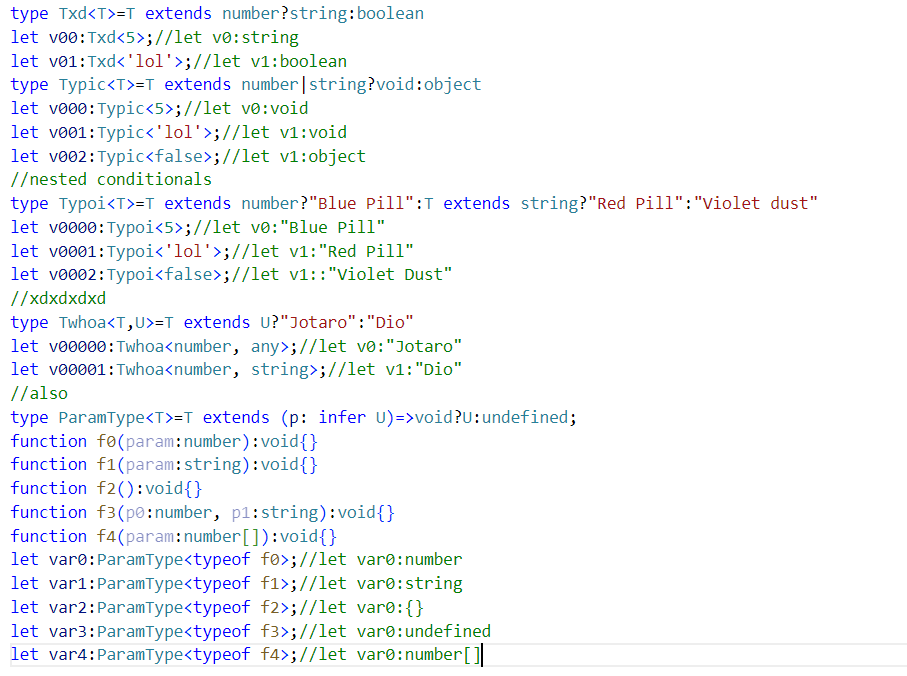 type Txd<T>=T extends number?string:boolean
let v00:Txd<5>;//let v0:string
let v01:Txd<'lol'>;//let v1:boolean
type Typic<T>=T extends number|string?void:object
let v000:Typic<5>;//let v0:void
let v001:Typic<'lol'>;//let v1:void
let v002:Typic<false>;//let v1:object
//nested conditionals
type Typoi<T>=T extends number?"Blue Pill":T extends string?"Red Pill":"Violet dust"
let v0000:Typoi<5>;//let v0:"Blue Pill"
let v0001:Typoi<'lol'>;//let v1:"Red Pill"
let v0002:Typoi<false>;//let v1::"Violet Dust"
//xdxdxdxd
type Twhoa<T,U>=T extends U?"Jotaro":"Dio"
let v00000:Twhoa<number, any>;//let v0:"Jotaro"
let v00001:Twhoa<number, string>;//let v1:"Dio"
//also
type ParamType<T>=T extends (p: infer U)=>void?U:undefined;
function f0(param:number):void{}
function f1(param:string):void{}
function f2():void{}
function f3(p0:number, p1:string):void{}
function f4(param:number[]):void{}
let var0:ParamType<typeof f0>;//let var0:number
let var1:ParamType<typeof f1>;//let var0:string
let var2:ParamType<typeof f2>;//let var0:{}
let var3:ParamType<typeof f3>;//let var0:undefined
let var4:ParamType<typeof f4>;//let var0:number[]